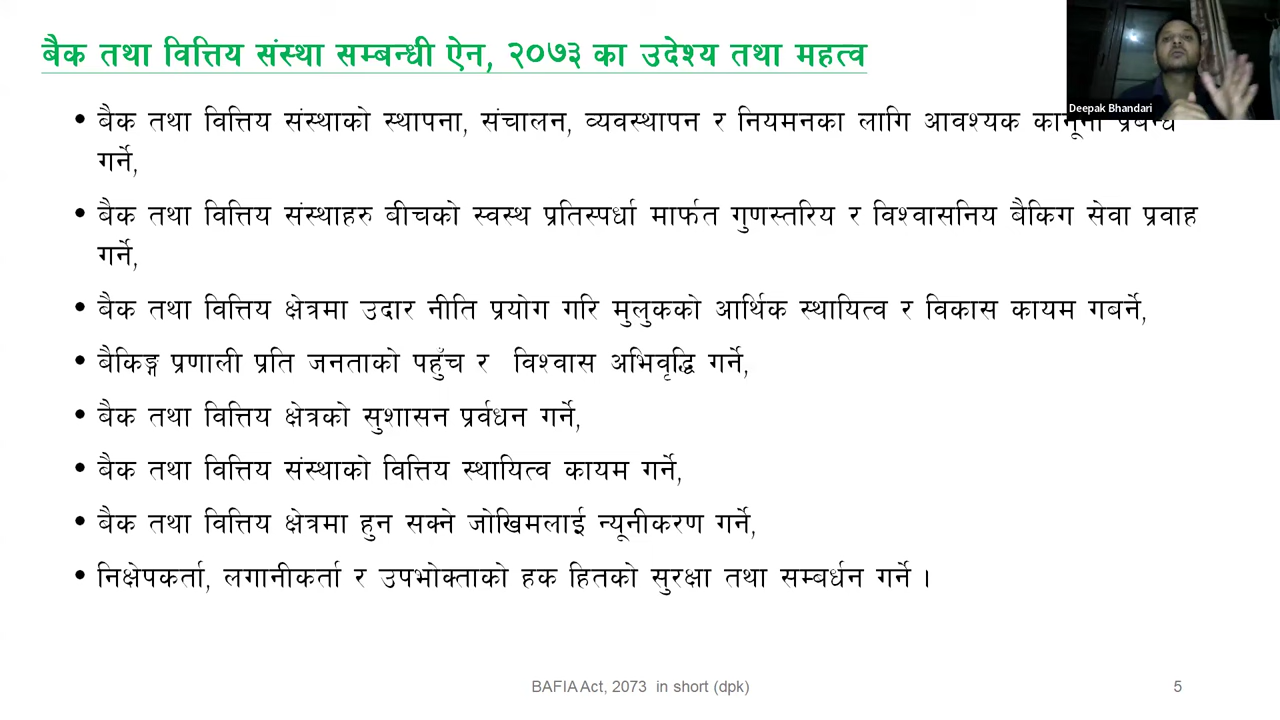 बैक तथा वित्तिय संस्था सम्बन्धी ऐन, २०७३ का उदेश्य तथा महत्व
Deepak Bhandari
• बैक तथा वित्तिय संस्थाको स्थापना, संचालन, व्यवस्थापन र नियमनका लागि आवश्यक
गर्ने,
• बैक तथा वित्तिय संस्थाहरु बीचको स्वस्थ प्रतिस्पर्धा मार्फत गुणस्तरिय र विश्वासनिय बैकिग सेवा प्रवाह
गर्ने,
• बैक तथा वित्तिय क्षेत्रमा उदार नीति प्रयोग गरि मुलुकको आर्थिक स्थायित्व र विकास कायम गबर्ने,
• बैकिङ्ग प्रणाली प्रति जनताको पहुँच र विश्वास अभिवृद्धि गर्ने,
• बैक तथा वित्तिय क्षेत्रको सुशासन प्रर्वधन गर्ने,
• बैक तथा वित्तिय संस्थाको वित्तिय स्थायित्व कायम गर्ने,
• बैक तथा वित्तिय क्षेत्रमा हुन सक्ने जोखिमलाई न्यूनीकरण गर्ने,
• निक्षेपकर्ता, लगानीकर्ता र उपभोक्ताको हक हितको सुरक्षा तथा सम्बर्धन गर्ने ।
BAFIA Act, 2073 in short (dpk)
5